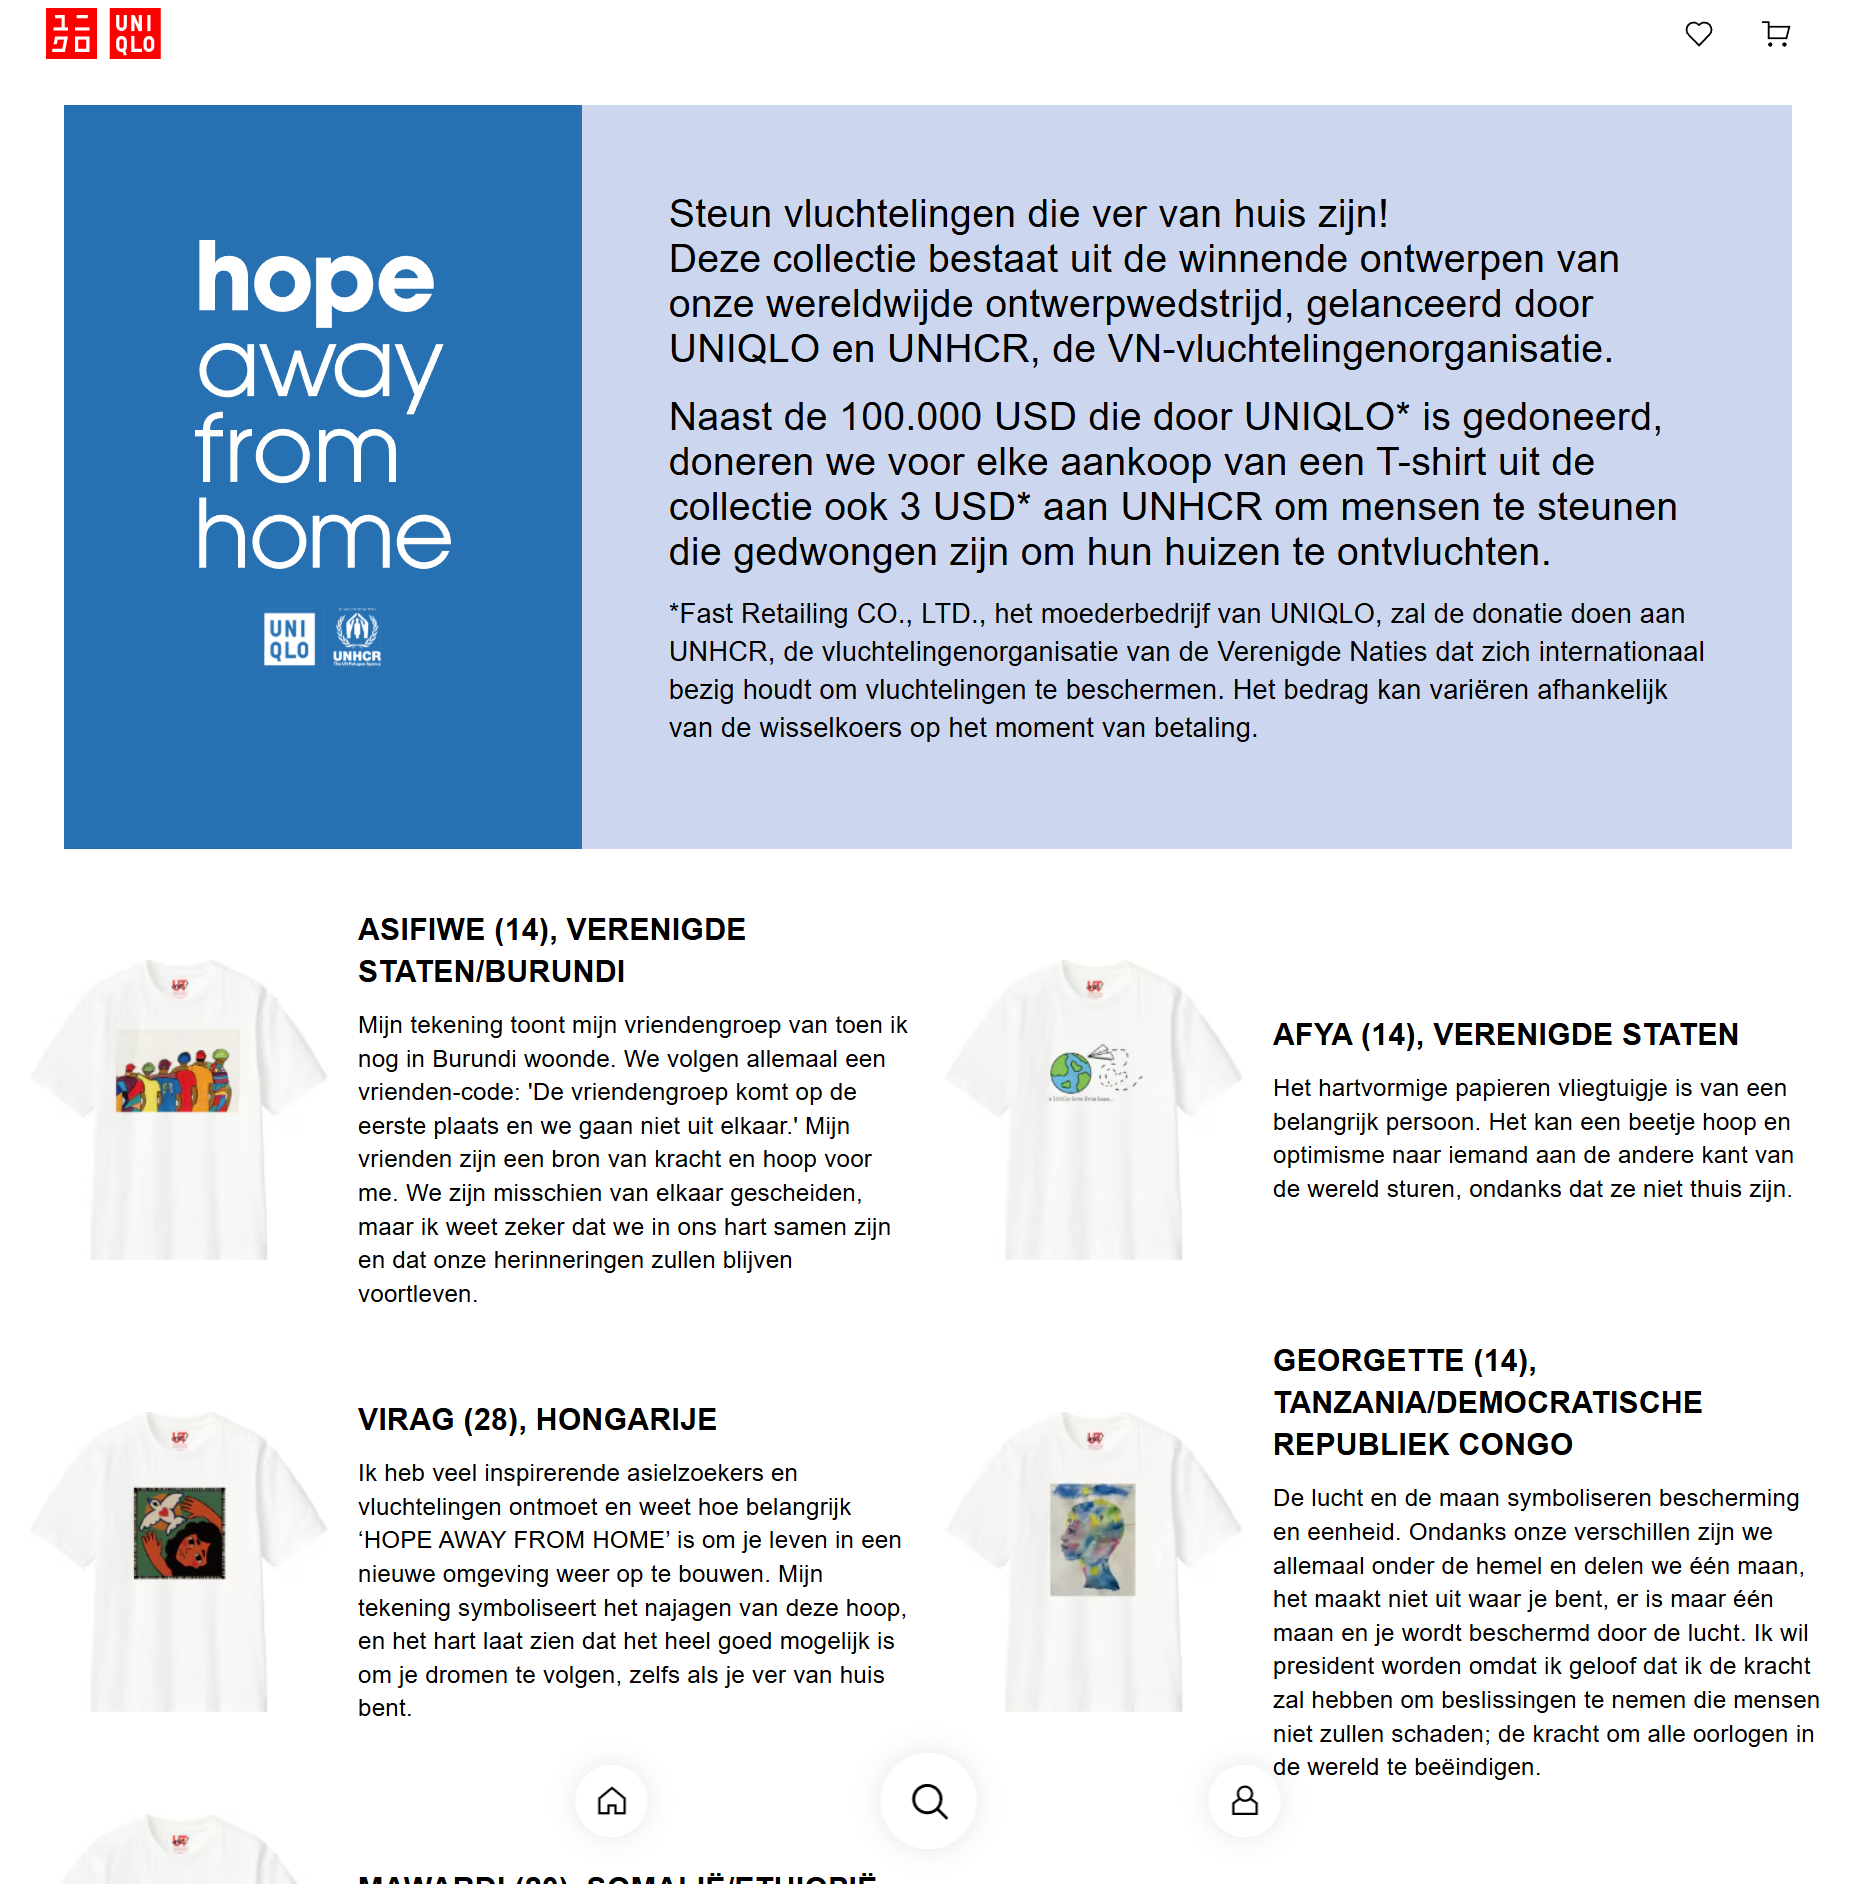 ユニ
クロ
UNI
QLO
hope
away
from
home
UNI
QLO
UNHCR
The UN Refugee Agency
Steun vluchtelingen die ver van huis zijn!
Deze collectie bestaat uit de winnende ontwerpen van
onze wereldwijde ontwerpwedstrijd, gelanceerd door
UNIQLO en UNHCR, de VN-vluchtelingenorganisatie.
Naast de 100.000 USD die door UNIQLO* is gedoneerd,
doneren we voor elke aankoop van een T-shirt uit de
collectie ook 3 USD* aan UNHCR om mensen te steunen
die gedwongen zijn om hun huizen te ontvluchten.
*Fast Retailing CO., LTD., het moederbedrijf van UNIQLO, zal de donatie doen aan
UNHCR, de vluchtelingenorganisatie van de Verenigde Naties dat zich internationaal
bezig houdt om vluchtelingen te beschermen. Het bedrag kan variëren afhankelijk
van de wisselkoers op het moment van betaling.
ASIFIWE (14), VERENIGDE
STATEN/BURUNDI
Mijn tekening toont mijn vriendengroep van toen ik
nog in Burundi woonde. We volgen allemaal een
vrienden-code: 'De vriendengroep komt op de
eerste plaats en we gaan niet uit elkaar.' Mijn
vrienden zijn een bron van kracht en hoop voor
me. We zijn misschien van elkaar gescheiden,
maar ik weet zeker dat we in ons hart samen zijn
en dat onze herinneringen zullen blijven
voortleven.
a little love from home...
AFYA (14), VERENIGDE STATEN
Het hartvormige papieren vliegtuigje is van een
belangrijk persoon. Het kan een beetje hoop en
optimisme naar iemand aan de andere kant van
de wereld sturen, ondanks dat ze niet thuis zijn.
VIRAG (28), HONGARIJE
Ik heb veel inspirerende asielzoekers en
vluchtelingen ontmoet en weet hoe belangrijk
‘HOPE AWAY FROM HOME’ is om je leven in een
nieuwe omgeving weer op te bouwen. Mijn
tekening symboliseert het najagen van deze hoop,
en het hart laat zien dat het heel goed mogelijk is
om je dromen te volgen, zelfs als je ver van huis
bent.
GEORGETTE (14),
TANZANIA/DEMOCRATISCHE
REPUBLIEK CONGO
De lucht en de maan symboliseren bescherming
en eenheid. Ondanks onze verschillen zijn we
allemaal onder de hemel en delen we één maan,
het maakt niet uit waar je bent, er is maar één
maan en je wordt beschermd door de lucht. Ik wil
president worden omdat ik geloof dat ik de kracht
zal hebben om beslissingen te nemen die mensen
niet zullen schaden; de kracht om alle oorlogen in
de wereld te beëindigen.
MAWARDI (20), SOMALIË/ETHIOPIË